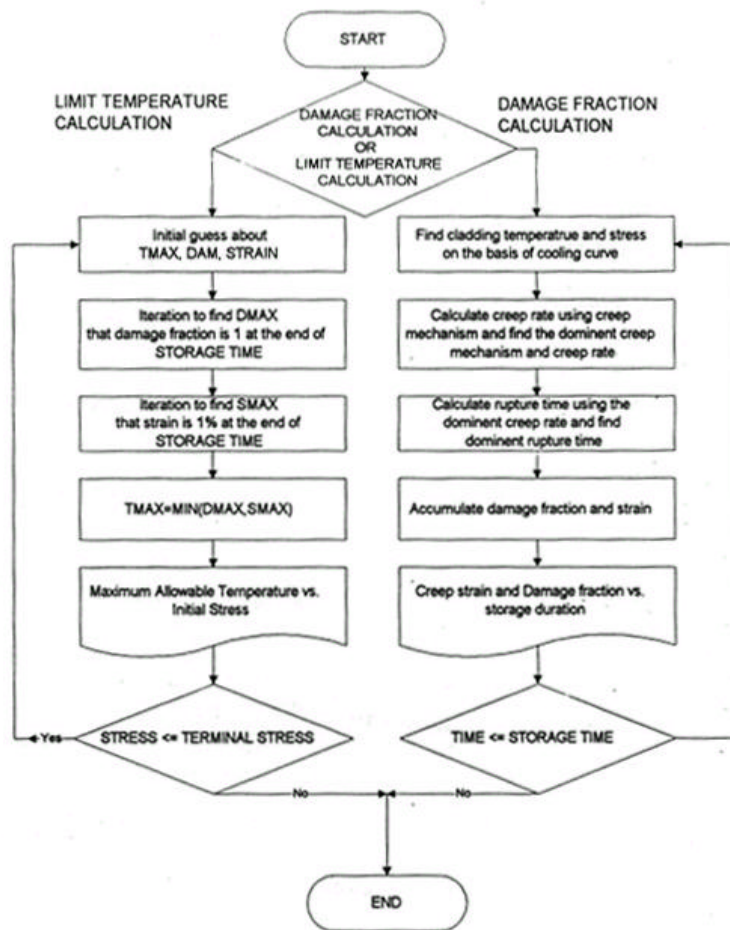 START
LIMIT TEMPERATURE
CALCULATION
DAMAGE FRACTION
CALCULATION
DAMAGE FRACTION
CALCULATION
OR
LIMIT TEMPERATURE
CALCULATION
Initial guess about
TMAX, DAM, STRAIN
Iteration to find DMAX
that damage fraction is 1 at the end of
STORAGE TIME
Iteration to find SMAX
that strain is 1% at the end of
STORAGE TIME
TMAX=MIN(DMAX,SMAX)
Maximum Allowable Temperature vs.
Initial Stress
STRESS <= TERMINAL STRESS
Yes
No
Find cladding temperatrue and stress
on the basis of cooling curve
Calculate creep rate using creep
mechanism and find the dominent creep
mechanism and creep rate
Calculate rupture time using the
dominent creep rate and find
dominent rupture time
Accumulate damage fraction and strain
Creep strain and Damage fraction vs.
storage duration
TIME <= STORAGE TIME
No
END